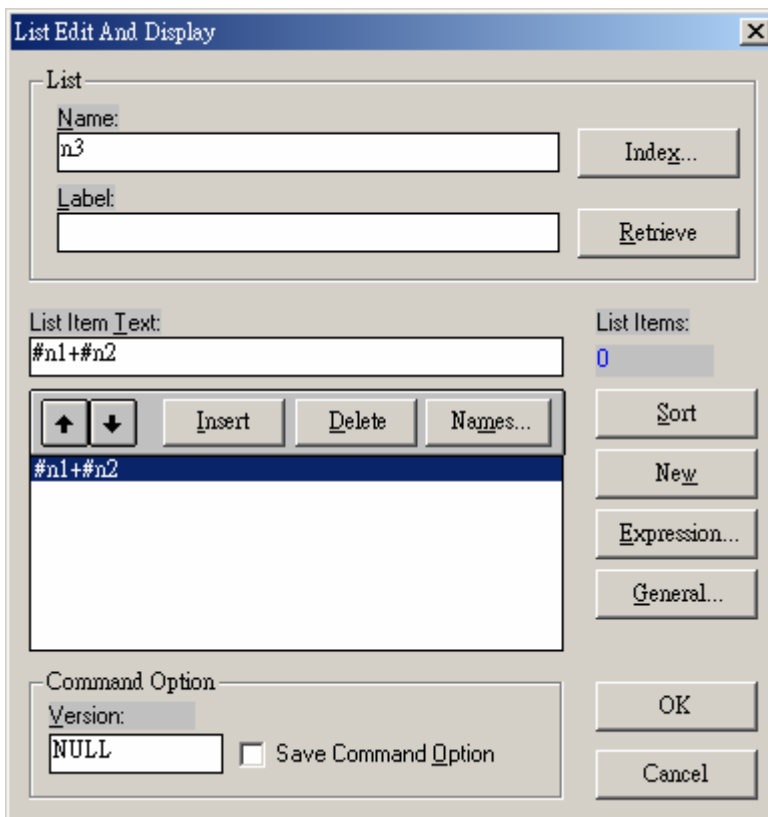 List Edit And Display
List
Name:
n3
Index...
Label:
Retrieve
List Item Text:
List Items:
#n1+#n2
0
Insert
Delete
Names...
Sort
#n1+#n2
New
Expression...
General...
Command Option
Version:
NULL
Save Command Option
OK
Cancel